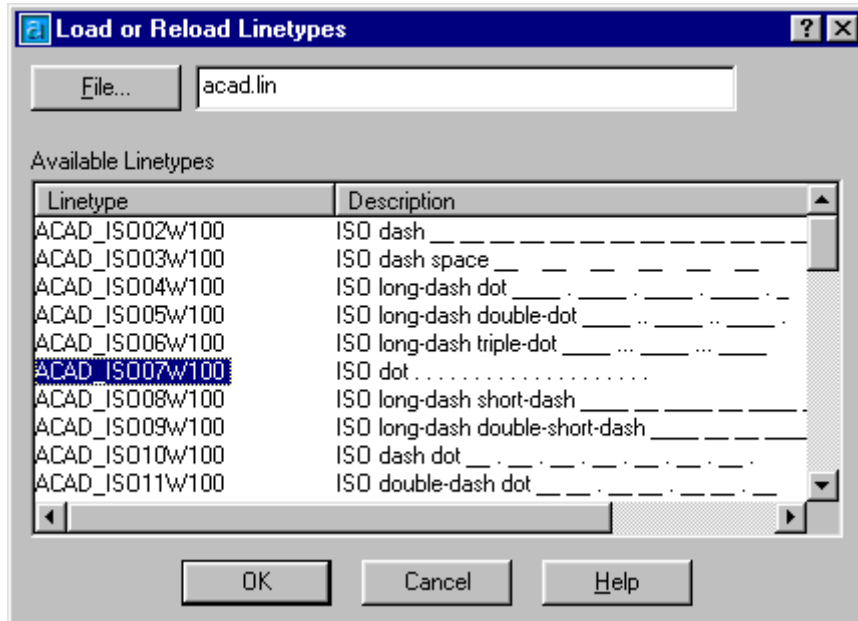 Load or Reload Linetypes
File... acad.lin
Available Linetypes
Linetype Description
ACAD_ISO02W100 ISO dash __ __ __ __ __ __ __ __ __ __ __ __ __
ACAD_ISO03W100 ISO dash space __ __ __ __ __ __
ACAD_ISO04W100 ISO long-dash dot ____ . ____ . ____ . ____ . _
ACAD_ISO05W100 ISO long-dash double-dot ____ .. ____ .. ____ .
ACAD_ISO06W100 ISO long-dash triple-dot ____ ... ____ ... ____
ACAD_ISO07W100 ISO dot . . . . . . . . . . . . . . . . . . . .
ACAD_ISO08W100 ISO long-dash short-dash ____ __ ____ __ ____ _
ACAD_ISO09W100 ISO long-dash double-short-dash ____ __ __ ____
ACAD_ISO10W100 ISO dash dot __ . __ . __ . __ . __ . __ . __ .
ACAD_ISO11W100 ISO double-dash dot __ __ . __ __ . __ __ . __
OK Cancel Help